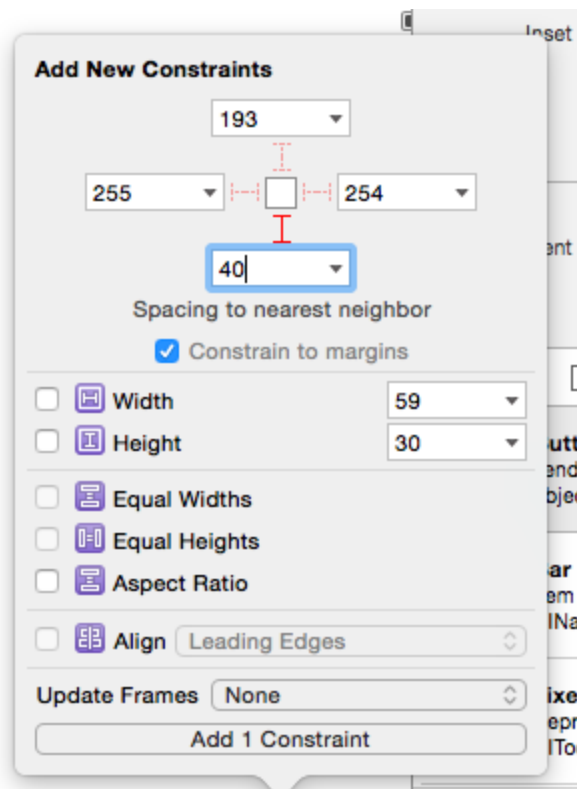 Inset
Add New Constraints
193
255
254
40
Spacing to nearest neighbor
Constrain to margins
Width 59
Height 30
Equal Widths
Equal Heights
Aspect Ratio
Align Leading Edges
Update Frames None
Add 1 Constraint